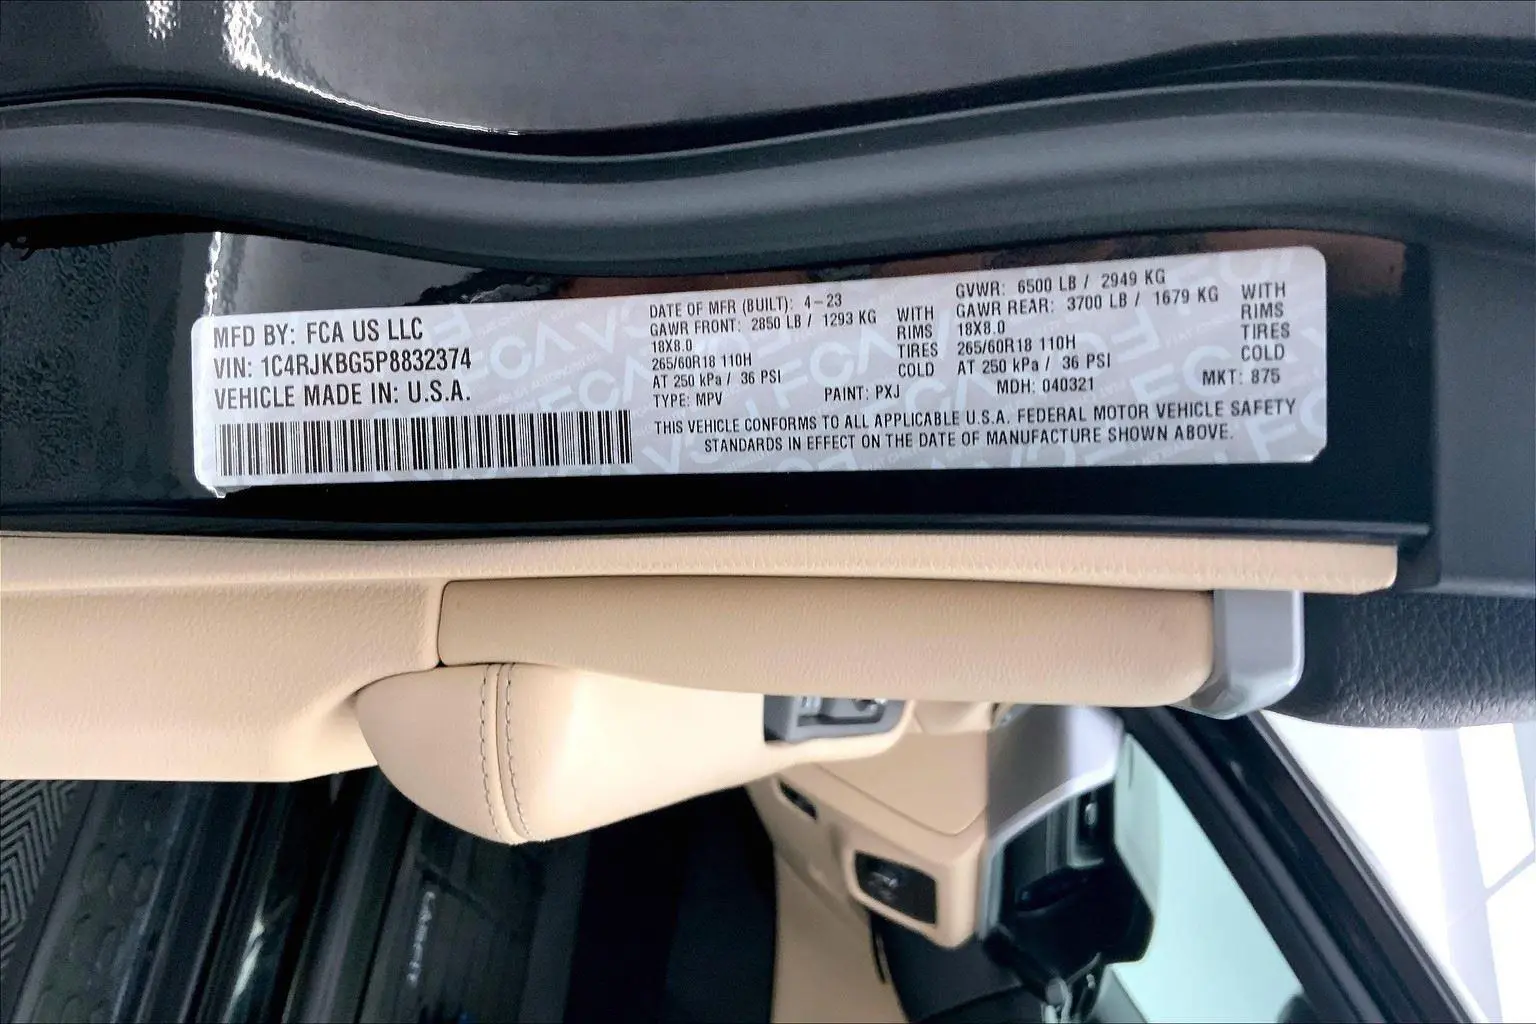 MFD BY: FCA US LLC
VIN: 1C4RJKBG5P8832374
VEHICLE MADE IN: U.S.A.
DATE OF MFR (BUILT): 4-23
GAWR FRONT: 2850 LB / 1293 KG WITH
18X8.0 RIMS
265/60R18 110H TIRES
AT 250 kPa / 36 PSI COLD
TYPE: MPV PAINT: PXJ
GVWR: 6500 LB / 2949 KG
GAWR REAR: 3700 LB / 1679 KG WITH
18X8.0 RIMS
265/60R18 110H TIRES
AT 250 kPa / 36 PSI COLD
MDH: 040321 MKT: 875
THIS VEHICLE CONFORMS TO ALL APPLICABLE U.S.A. FEDERAL MOTOR VEHICLE SAFETY
STANDARDS IN EFFECT ON THE DATE OF MANUFACTURE SHOWN ABOVE.